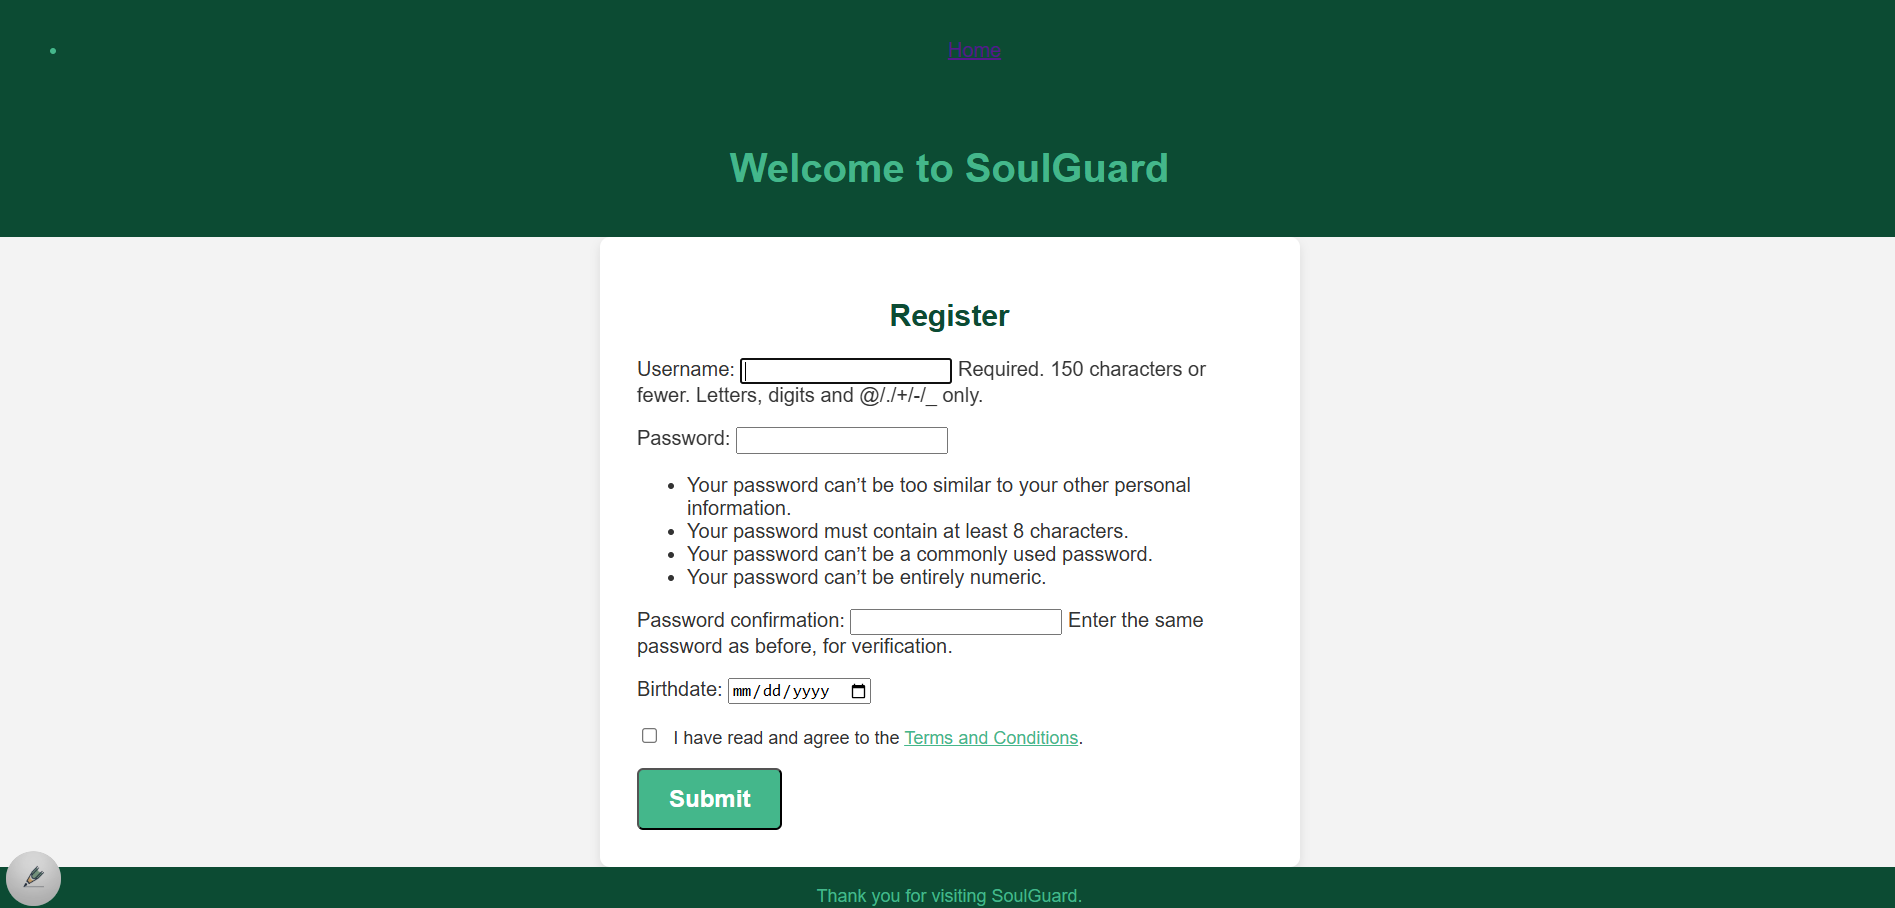 Home
Welcome to SoulGuard
Register
Username: Required. 150 characters or
fewer. Letters, digits and @/./+/-/_ only.
Password:
Your password can’t be too similar to your other personal
information.
Your password must contain at least 8 characters.
Your password can’t be a commonly used password.
Your password can’t be entirely numeric.
Password confirmation: Enter the same
password as before, for verification.
Birthdate: mm/dd/yyyy
I have read and agree to the Terms and Conditions.
Submit
Thank you for visiting SoulGuard.